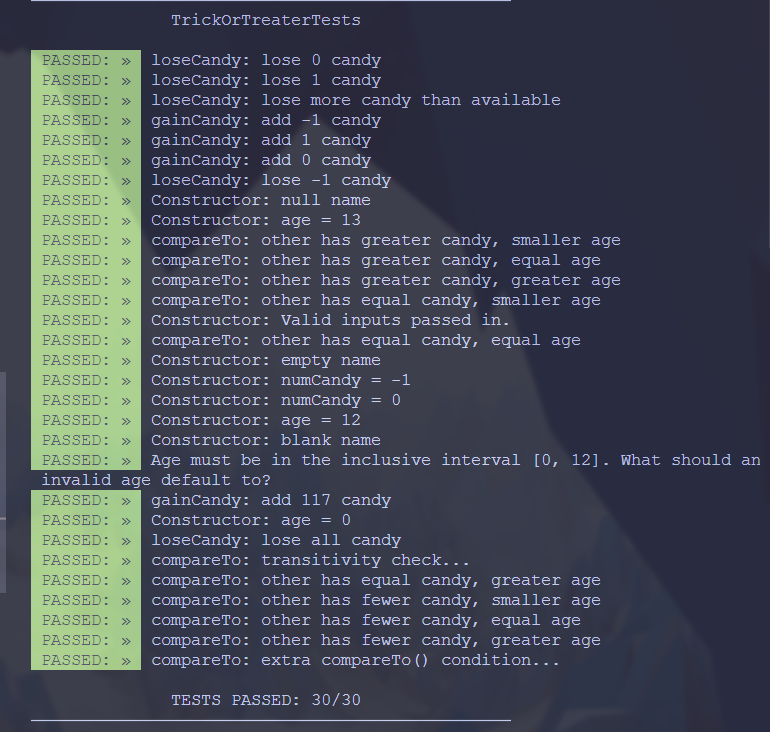 TrickOrTreaterTests
PASSED: » loseCandy: lose 0 candy
PASSED: » loseCandy: lose 1 candy
PASSED: » loseCandy: lose more candy than available
PASSED: » gainCandy: add -1 candy
PASSED: » gainCandy: add 1 candy
PASSED: » gainCandy: add 0 candy
PASSED: » loseCandy: lose -1 candy
PASSED: » Constructor: null name
PASSED: » Constructor: age = 13
PASSED: » compareTo: other has greater candy, smaller age
PASSED: » compareTo: other has greater candy, equal age
PASSED: » compareTo: other has greater candy, greater age
PASSED: » compareTo: other has equal candy, smaller age
PASSED: » Constructor: Valid inputs passed in.
PASSED: » compareTo: other has equal candy, equal age
PASSED: » Constructor: empty name
PASSED: » Constructor: numCandy = -1
PASSED: » Constructor: numCandy = 0
PASSED: » Constructor: age = 12
PASSED: » Constructor: blank name
PASSED: » Age must be in the inclusive interval [0, 12]. What should an
invalid age default to?
PASSED: » gainCandy: add 117 candy
PASSED: » Constructor: age = 0
PASSED: » loseCandy: lose all candy
PASSED: » compareTo: transitivity check...
PASSED: » compareTo: other has equal candy, greater age
PASSED: » compareTo: other has fewer candy, smaller age
PASSED: » compareTo: other has fewer candy, equal age
PASSED: » compareTo: other has fewer candy, greater age
PASSED: » compareTo: extra compareTo() condition...
TESTS PASSED: 30/30